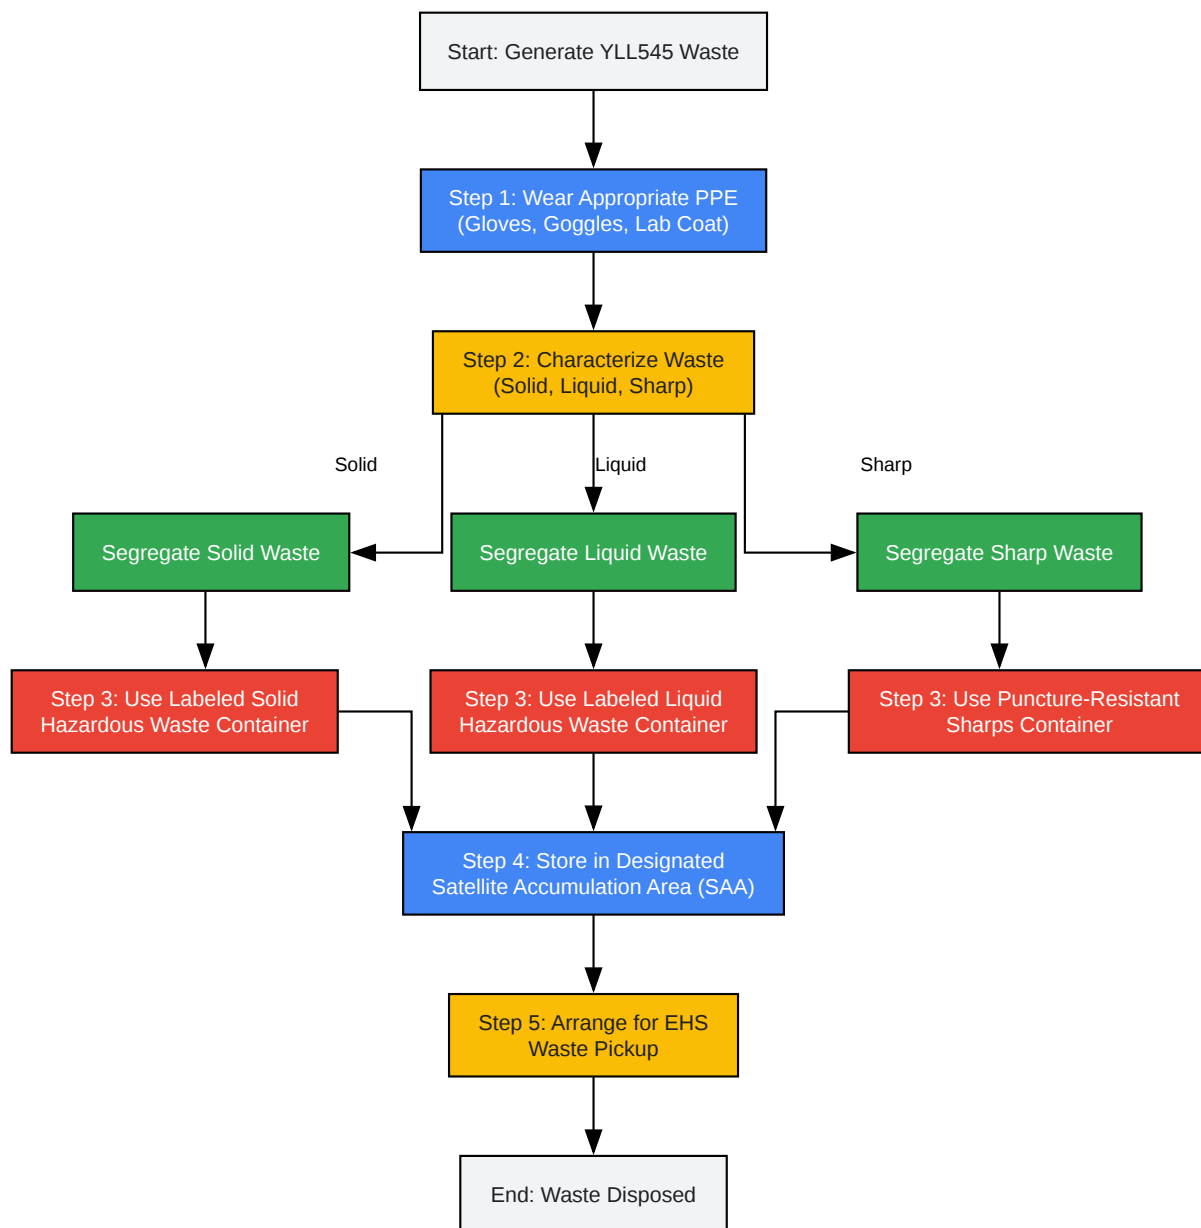 Start: Generate YLL545 Waste
Step 1: Wear Appropriate PPE
(Gloves, Goggles, Lab Coat)
Step 2: Characterize Waste
(Solid, Liquid, Sharp)
Solid
Liquid
Sharp
Segregate Solid Waste
Segregate Liquid Waste
Segregate Sharp Waste
Step 3: Use Labeled Solid
Hazardous Waste Container
Step 3: Use Labeled Liquid
Hazardous Waste Container
Step 3: Use Puncture-Resistant
Sharps Container
Step 4: Store in Designated
Satellite Accumulation Area (SAA)
Step 5: Arrange for EHS
Waste Pickup
End: Waste Disposed